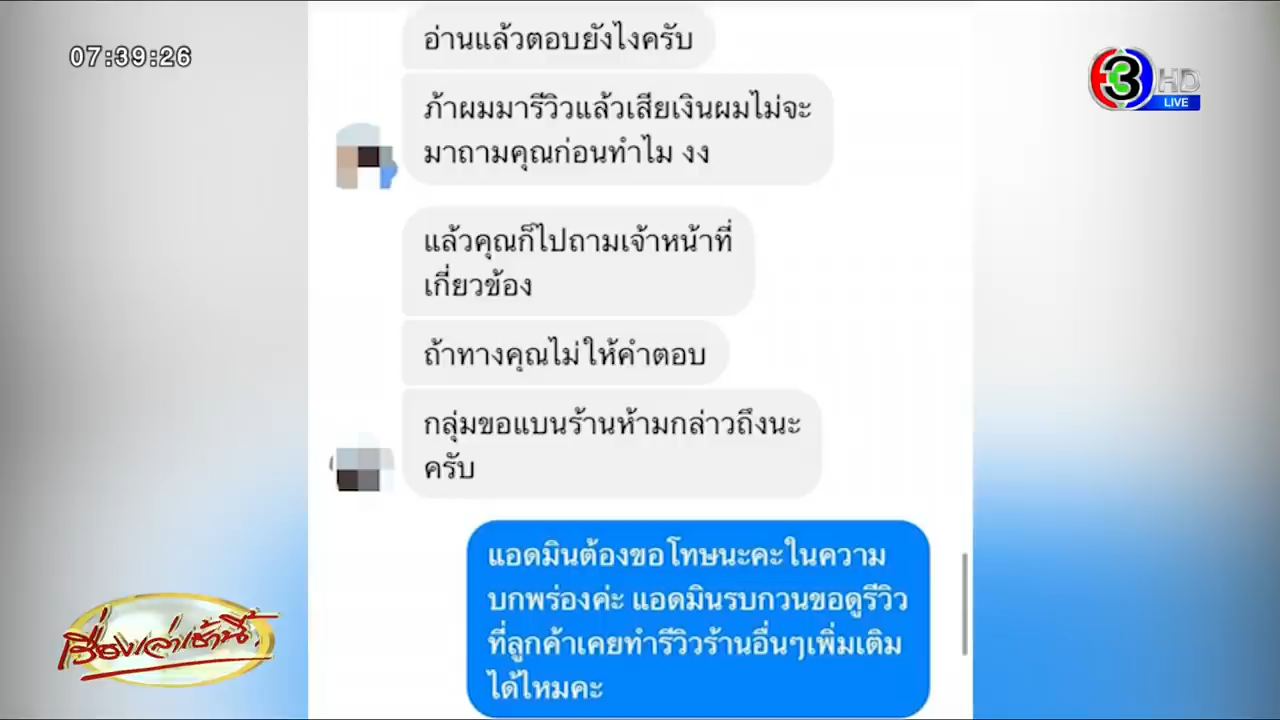 07:39:26
3 HD
LIVE
อ่านแล้วตอบยังไงครับ
ภ้าผมมารีวิวแล้วเสียเงินผมไม่จะ
มาถามคุณก่อนทำไม งง
แล้วคุณก็ไปถามเจ้าหน้าที่
เกี่ยวข้อง
ถ้าทางคุณไม่ให้คำตอบ
กลุ่มขอแบนร้านห้ามกล่าวถึงนะ
ครับ
แอดมินต้องขอโทษนะคะในความ
บกพร่องค่ะ แอดมินรบกวนขอดูรีวิว
ที่ลูกค้าเคยทำรีวิวร้านอื่นๆเพิ่มเติม
ได้ไหมคะ
เรื่องเล่าเช้านี้